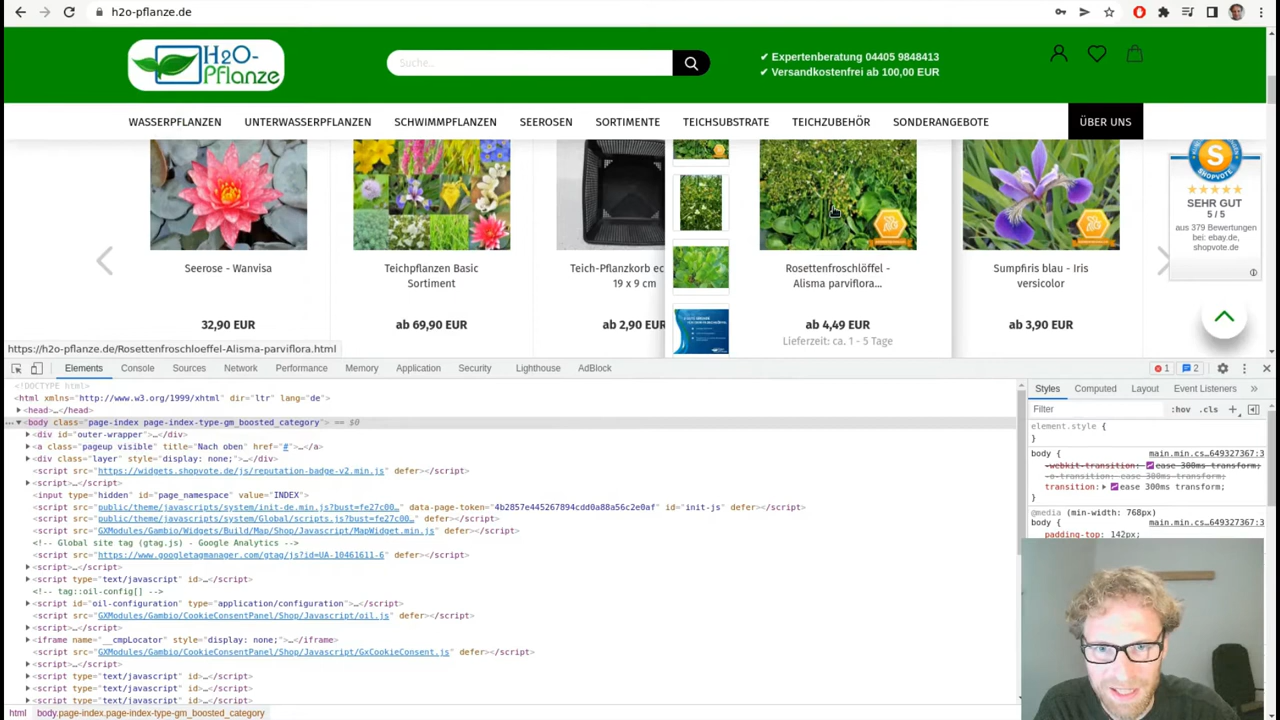 h2o-pflanze.de
H2O-
Pflanze
Suche...
✔ Expertenberatung 04405 9848413
✔ Versandkostenfrei ab 100,00 EUR
WASSERPFLANZEN UNTERWASSERPFLANZEN SCHWIMMPFLANZEN SEEROSEN SORTIMENTE TEICHSUBSTRATE TEICHZUBEHÖR SONDERANGEBOTE ÜBER UNS
S
SHOPVOTE
SEHR GUT
5 / 5
aus 379 Bewertungen
bei: ebay.de,
shopvote.de
Seerose - Wanvisa
32,90 EUR
Teichpflanzen Basic
Sortiment
ab 69,90 EUR
Teich-Pflanzkorb ec
19 x 9 cm
ab 2,90 EUR
Rosettenfroschlöffel -
Alisma parviflora...
ab 4,49 EUR
Lieferzeit: ca. 1 - 5 Tage
Sumpfiris blau - Iris
versicolor
ab 3,90 EUR
https://h2o-pflanze.de/Rosettenfroschloeffel-Alisma-parviflora.html
Elements Console Sources Network Performance Memory Application Security Lighthouse AdBlock 1 2
<!DOCTYPE html>
<html xmlns="http://www.w3.org/1999/xhtml" dir="ltr" lang="de">
<head>…</head>
… <body class="page-index page-index-type-gm_boosted_category"> == $0
<div id="outer-wrapper">…</div>
<a class="pageup visible" title="Nach oben" href="#">…</a>
<div class="layer" style="display: none;">…</div>
<script src="https://widgets.shopvote.de/js/reputation-badge-v2.min.js" defer></script>
<script>…</script>
<input type="hidden" id="page_namespace" value="INDEX">
<script src="public/theme/javascripts/system/init-de.min.js?bust=fe27c00…" data-page-token="4b2857e445267894cdd0a88a56c2e0af" id="init-js" defer></script>
<script src="public/theme/javascripts/system/Global/scripts.js?bust=fe27c00…" defer></script>
<script src="GXModules/Gambio/Widgets/Build/Map/Shop/Javascript/MapWidget.min.js" defer></script>
<!-- Global site tag (gtag.js) - Google Analytics -->
<script src="https://www.googletagmanager.com/gtag/js?id=UA-10461611-6" defer></script>
<script>…</script>
<script type="text/javascript" id>…</script>
<!-- tag::oil-config[] -->
<script id="oil-configuration" type="application/configuration">…</script>
<script src="GXModules/Gambio/CookieConsentPanel/Shop/Javascript/oil.js" defer></script>
<script>…</script>
<iframe name="__cmpLocator" style="display: none;">…</iframe>
<script src="GXModules/Gambio/CookieConsentPanel/Shop/Javascript/GxCookieConsent.js" defer></script>
<script>…</script>
<script type="text/javascript" id>…</script>
<script type="text/javascript" id>…</script>
<script type="text/javascript" id>…</script>
html body.page-index.page-index-type-gm_boosted_category
Styles Computed Layout Event Listeners »
Filter :hov .cls +
element.style {
}
body { main.min.cs…649327367:3
-webkit-transition: ease 300ms transform;
-o-transition: ease 300ms transform;
transition: ease 300ms transform;
}
@media (min-width: 768px)
body { main.min.cs…649327367:3
padding-top: 142px;